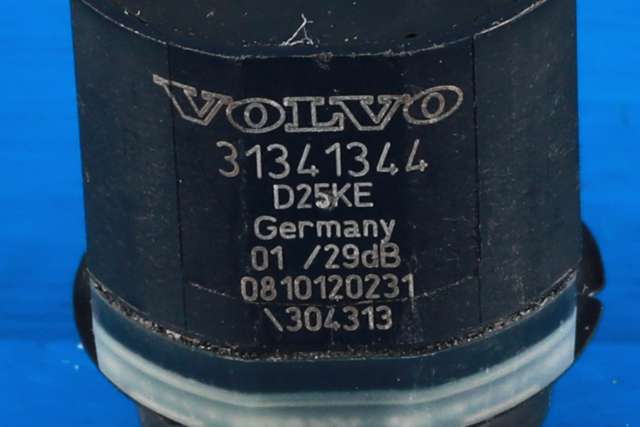 VOLVO
31341344
D25KE
Germany
01 /29dB
0810120231
\304313